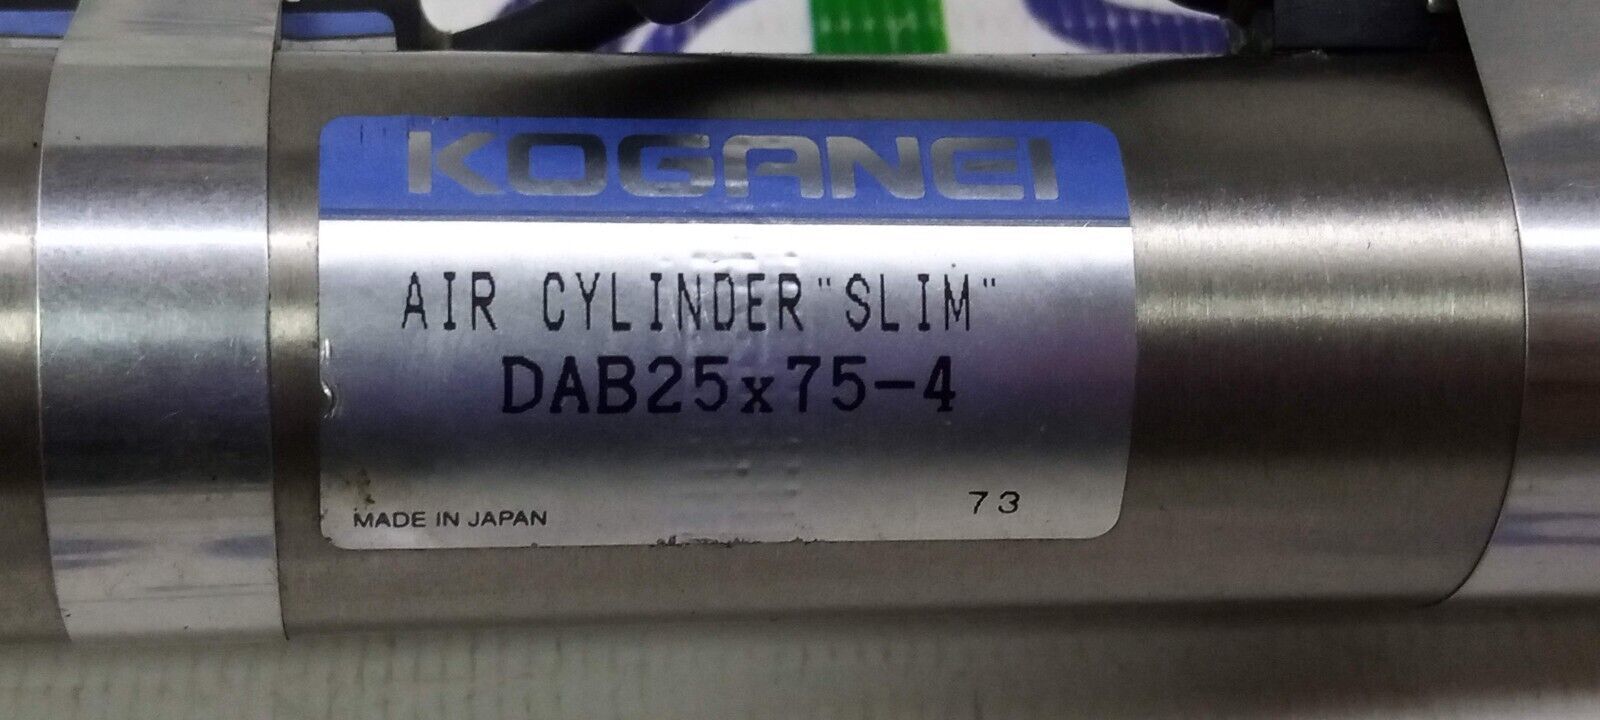 KOGANEI
AIR CYLINDER "SLIM"
DAB25x75-4
MADE IN JAPAN
73